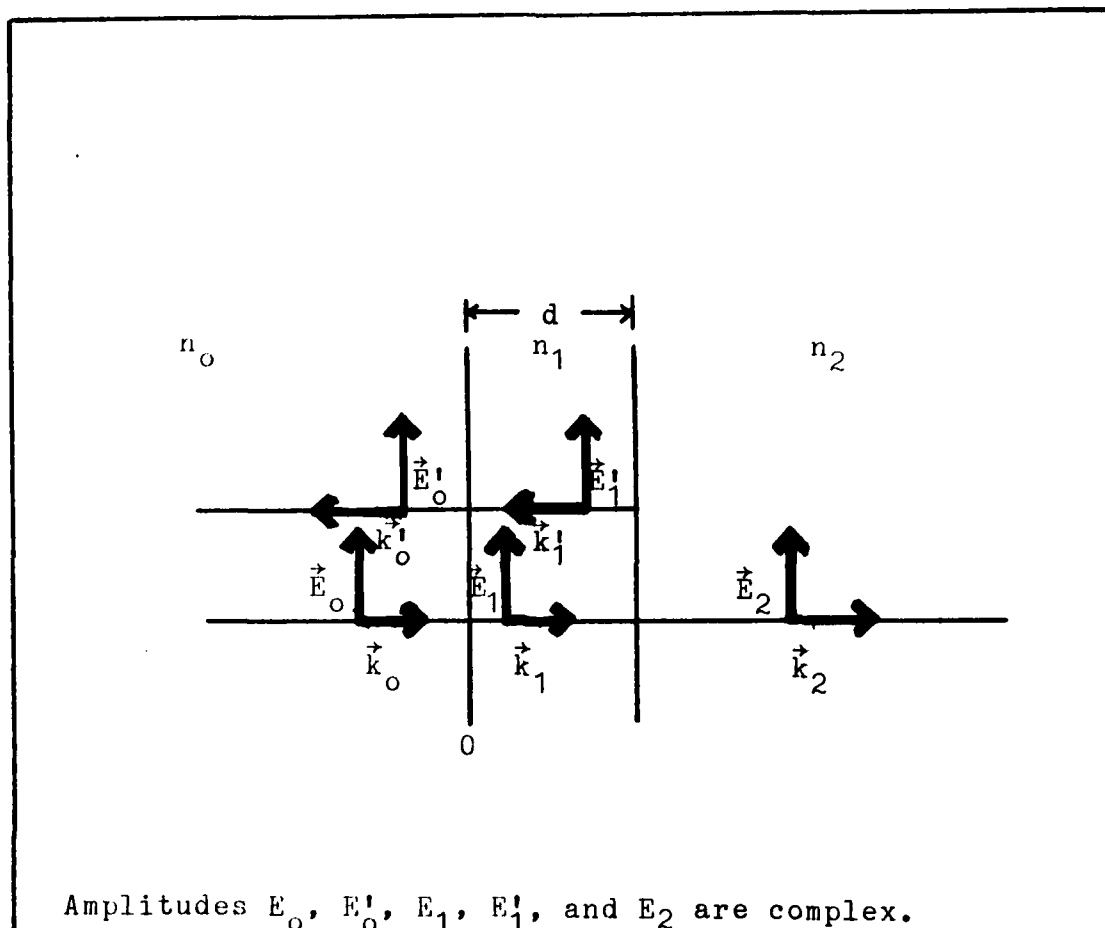 d
n₀ n₁ n₂
E⃗'₀ E⃗'₁
k⃗'₀ k⃗'₁
E⃗₀ E⃗₁ E⃗₂
k⃗₀ k⃗₁ k⃗₂
0
Amplitudes E₀, E'₀, E₁, E'₁, and E₂ are complex.